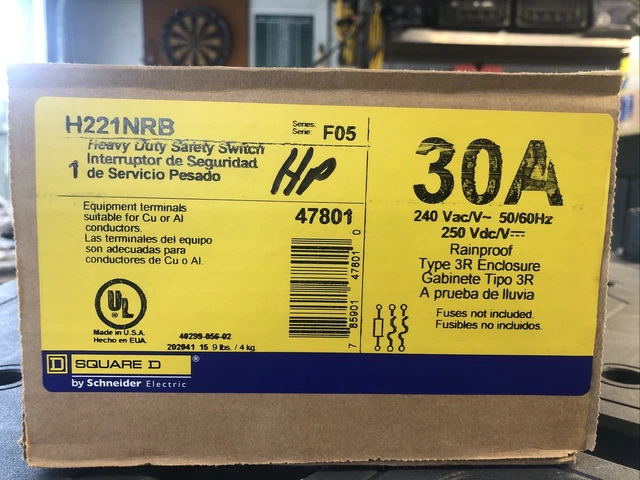 H221NRB
Series:
Serie: F05
Heavy Duty Safety Switch
1 Interruptor de Seguridad
de Servicio Pesado
HP
Equipment terminals
suitable for Cu or Al
conductors.
Las terminales del equipo
son adecuadas para
conductores de Cu o Al.
47801
7 85901 47801 0
UL
Made in U.S.A.
Hecho en EUA.
40299-056-02
202041 15 9 lbs. / 4 kg
30A
240 Vac/V~ 50/60Hz
250 Vdc/V⎓
Rainproof
Type 3R Enclosure
Gabinete Tipo 3R
A prueba de lluvia
Fuses not included.
Fusibles no incluidos.
D SQUARE D ®
by Schneider Electric